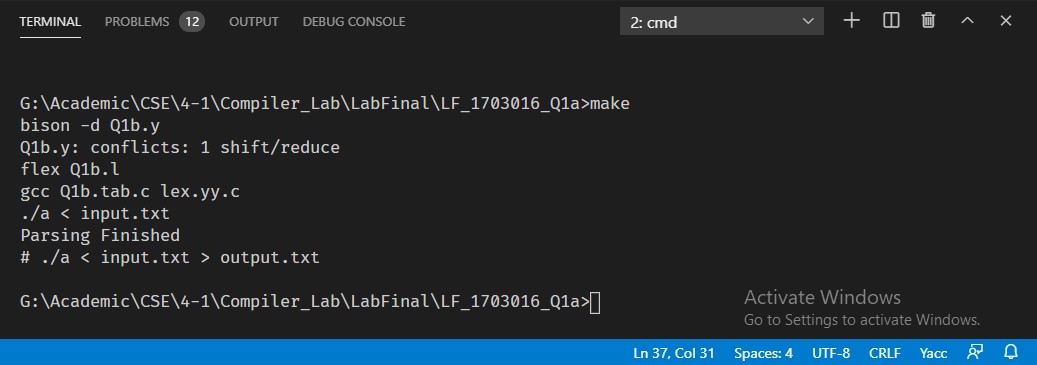 TERMINAL PROBLEMS 12 OUTPUT DEBUG CONSOLE 2: cmd
G:\Academic\CSE\4-1\Compiler_Lab\LabFinal\LF_1703016_Q1a>make
bison -d Q1b.y
Q1b.y: conflicts: 1 shift/reduce
flex Q1b.l
gcc Q1b.tab.c lex.yy.c
./a < input.txt
Parsing Finished
# ./a < input.txt > output.txt
G:\Academic\CSE\4-1\Compiler_Lab\LabFinal\LF_1703016_Q1a>
Activate Windows
Go to Settings to activate Windows.
Ln 37, Col 31 Spaces: 4 UTF-8 CRLF Yacc